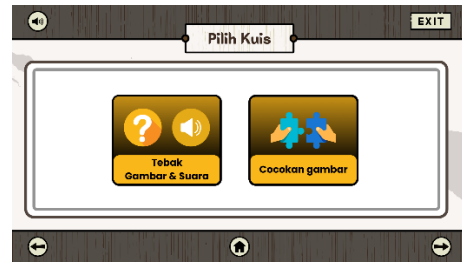 EXIT
Pilih Kuis
Tebak
Gambar & Suara
Cocokan gambar